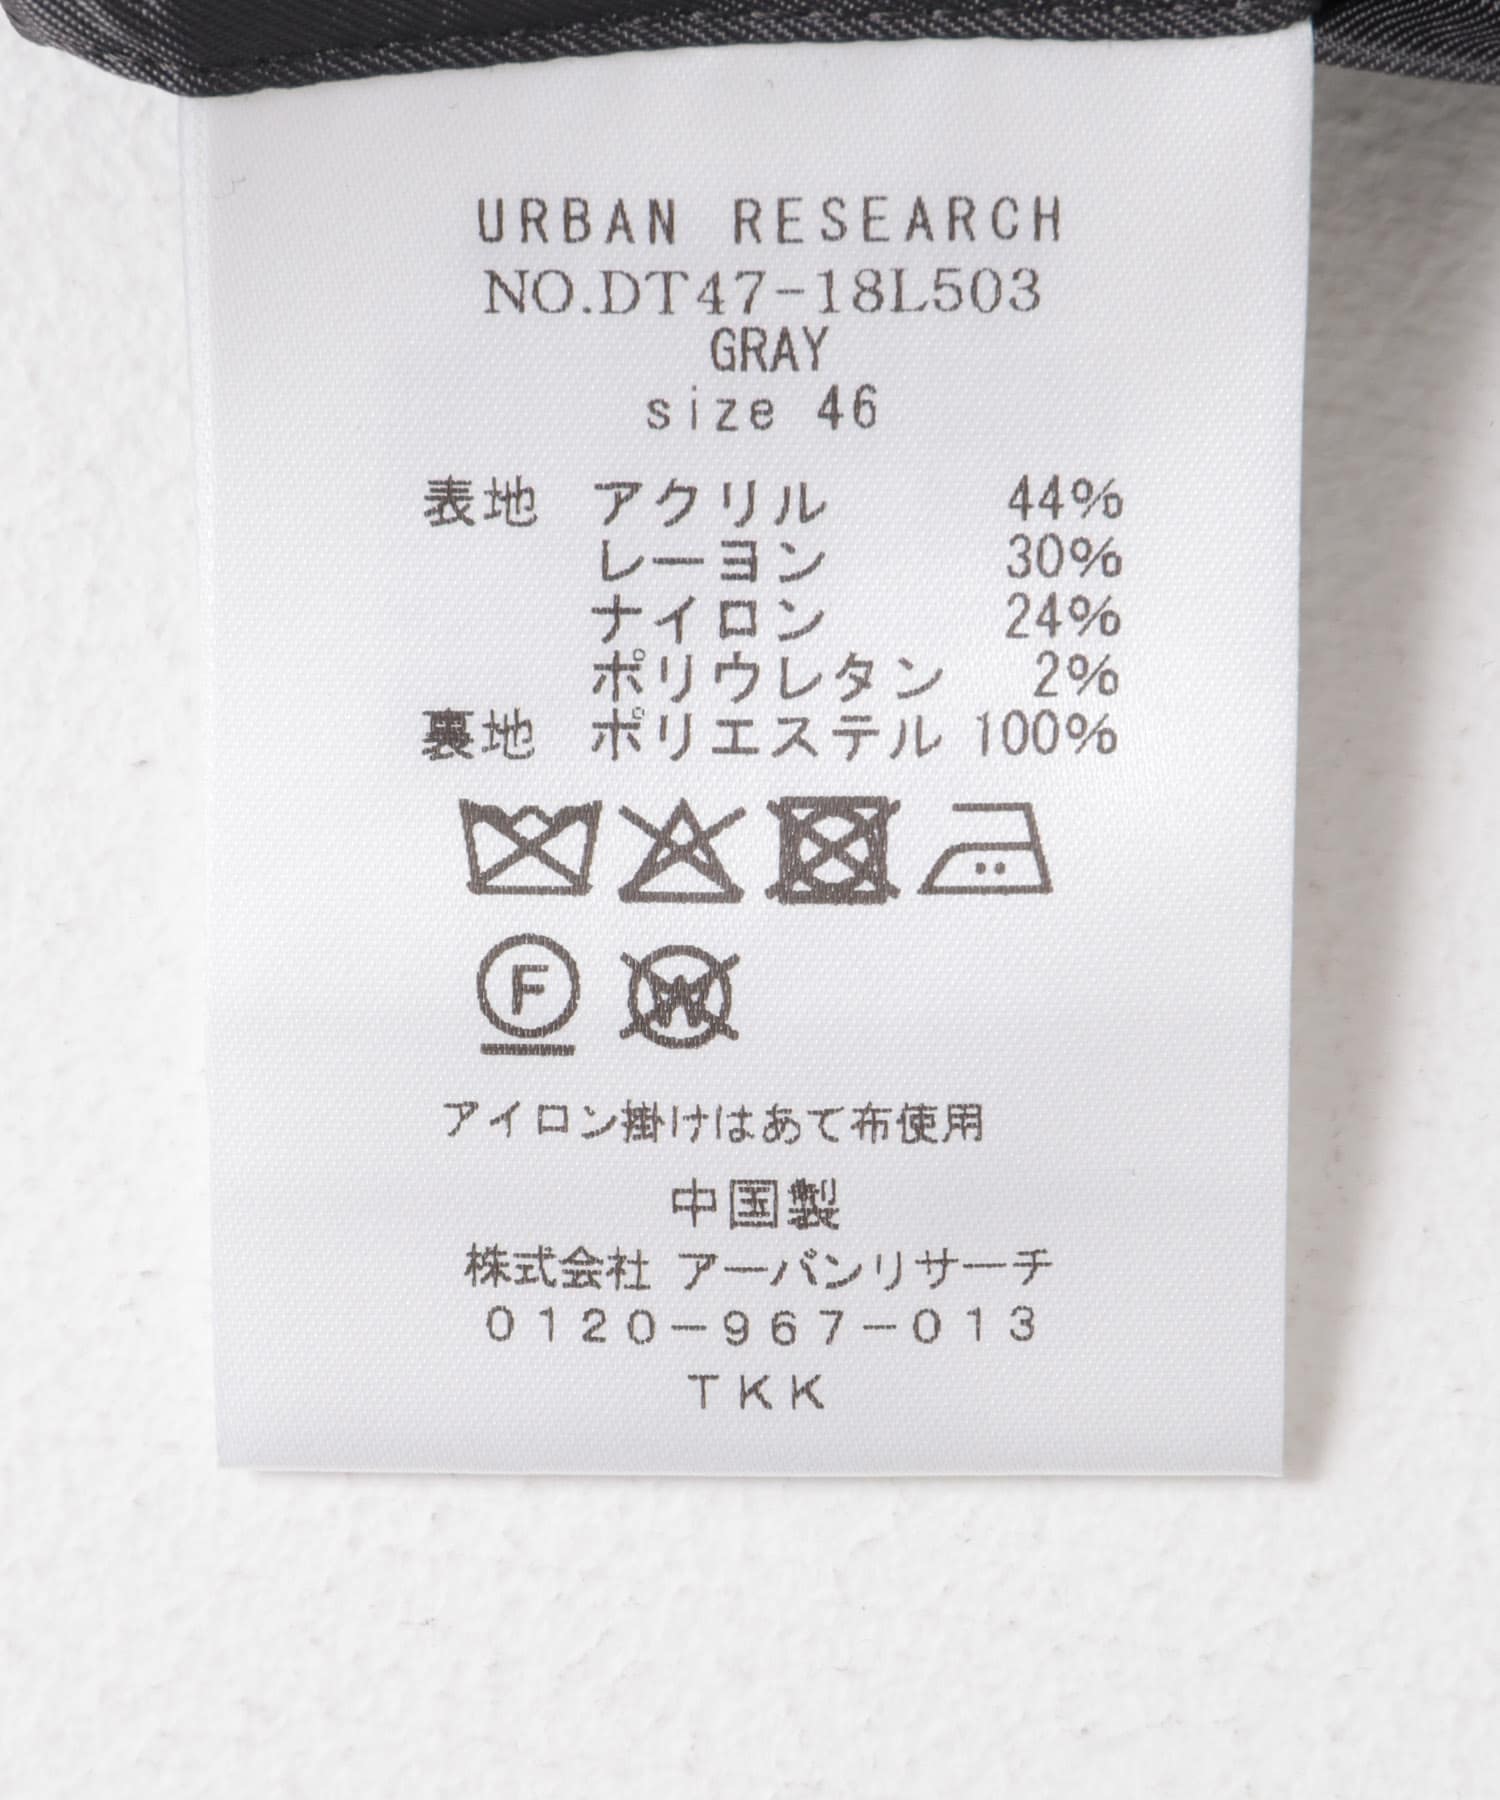 URBAN RESEARCH
NO.DT47-18L503
GRAY
size 46
表地 アクリル 44%
レーヨン 30%
ナイロン 24%
ポリウレタン 2%
裏地 ポリエステル 100%
F W
アイロン掛けはあて布使用
中国製
株式会社 アーバンリサーチ
0120-967-013
TKK